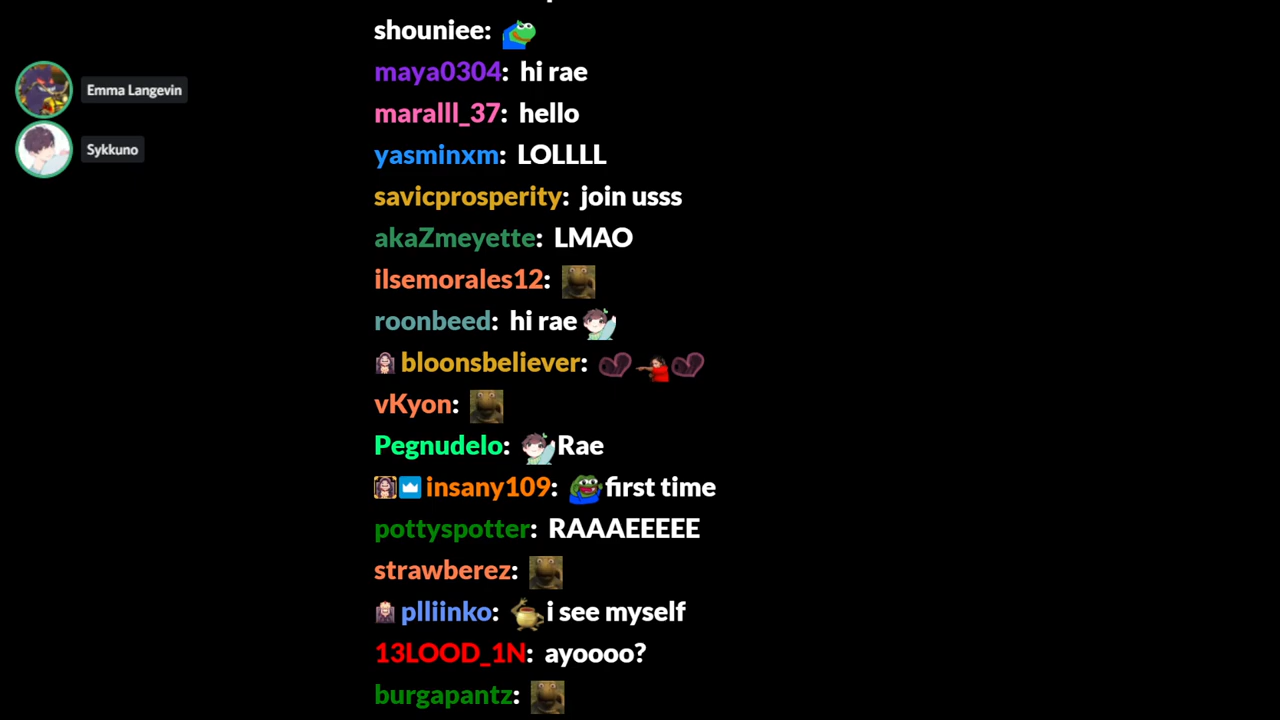 shouniee:
Emma Langevin
Sykkuno
maya0304: hi rae
maralll_37: hello
yasminxm: LOLLLL
savicprosperity: join usss
akaZmeyette: LMAO
ilsemorales12:
roonbeed: hi rae
bloonsbeliever:
vKyon:
Pegnudelo: Rae
insany109: first time
pottyspotter: RAAAEEEEE
strawberez:
plliinko: i see myself
13LOOD_1N: ayoooo?
burgapantz: